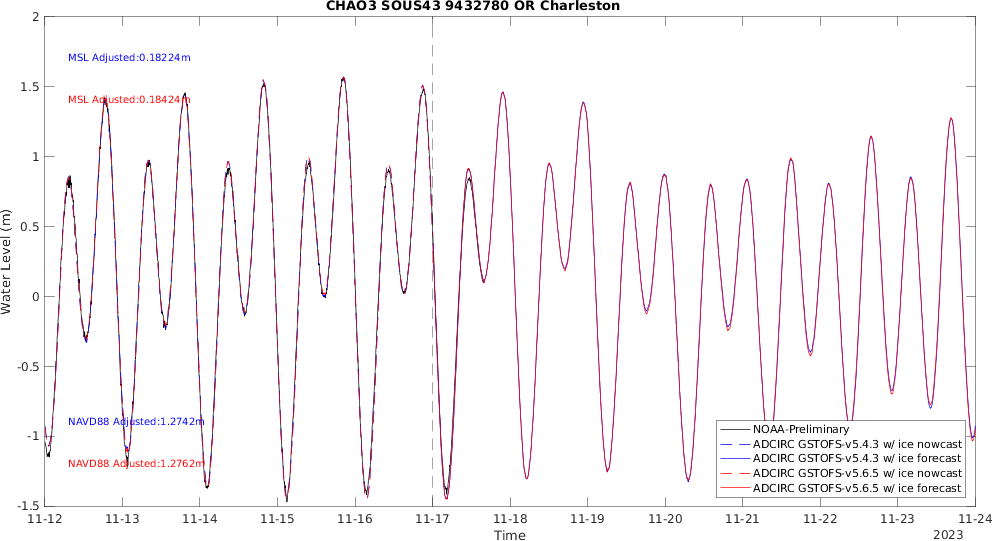 CHAO3 SOUS43 9432780 OR Charleston
2
1.5
1
0.5
0
-0.5
-1
-1.5
Water Level (m)
MSL Adjusted:0.18224m
MSL Adjusted:0.18424m
NAVD88 Adjusted:1.2742m
NAVD88 Adjusted:1.2762m
NOAA-Preliminary
ADCIRC GSTOFS-v5.4.3 w/ ice nowcast
ADCIRC GSTOFS-v5.4.3 w/ ice forecast
ADCIRC GSTOFS-v5.6.5 w/ ice nowcast
ADCIRC GSTOFS-v5.6.5 w/ ice forecast
11-12 11-13 11-14 11-15 11-16 11-17 11-18 11-19 11-20 11-21 11-22 11-23 11-24
Time
2023